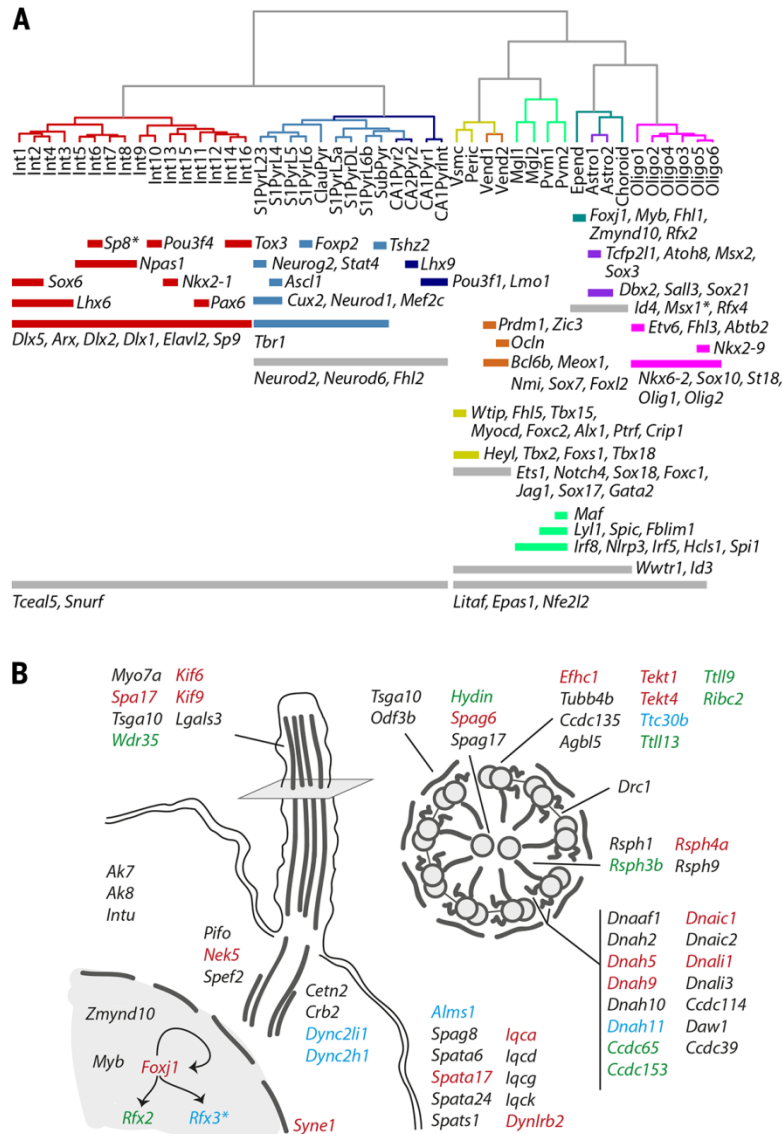 A
Int1
Int2
Int4
Int3
Int5
Int6
Int7
Int8
Int9
Int10
Int13
Int15
Int11
Int12
Int14
Int16
S1PyrL23
S1PyrL4
S1PyrL5
S1PyrL6
ClauPyr
S1PyrL5a
S1PyrDL
S1PyrL6b
SubPyr
CA1Pyr2
CA2Pyr2
CA1Pyr1
CA1PyrInt
Vsmc
Peric
Vend1
Vend2
Mgl1
Mgl2
Pvm1
Pvm2
Epend
Astro1
Astro2
Choroid
Oligo1
Oligo2
Oligo4
Oligo3
Oligo5
Oligo6
Sp8* Pou3f4 Tox3 Foxp2 Tshz2
Npas1 Neurog2, Stat4 Lhx9
Sox6 Nkx2-1 Ascl1 Pou3f1, Lmo1
Lhx6 Pax6 Cux2, Neurod1, Mef2c
Dlx5, Arx, Dlx2, Dlx1, Elavl2, Sp9
Tbr1
Neurod2, Neurod6, Fhl2
Foxj1, Myb, Fhl1,
Zmynd10, Rfx2
Tcfp2l1, Atoh8, Msx2,
Sox3
Dbx2, Sall3, Sox21
Id4, Msx1*, Rfx4
Etv6, Fhl3, Abtb2
Nkx2-9
Nkx6-2, Sox10, St18,
Olig1, Olig2
Prdm1, Zic3
Ocln
Bcl6b, Meox1,
Nmi, Sox7, Foxl2
Wtip, Fhl5, Tbx15,
Myocd, Foxc2, Alx1, Ptrf, Crip1
Heyl, Tbx2, Foxs1, Tbx18
Ets1, Notch4, Sox18, Foxc1,
Jag1, Sox17, Gata2
Maf
Lyl1, Spic, Fblim1
Irf8, Nlrp3, Irf5, Hcls1, Spi1
Wwtr1, Id3
Tceal5, Snurf
Litaf, Epas1, Nfe2l2
B
Myo7a Kif6
Spa17 Kif9
Tsga10 Lgals3
Wdr35
Tsga10 Hydin
Odf3b Spag6
Spag17
Efhc1 Tekt1 Ttll9
Tubb4b Tekt4 Ribc2
Ccdc135 Ttc30b
Agbl5 Ttll13
Drc1
Rsph1 Rsph4a
Rsph3b Rsph9
Ak7
Ak8
Intu
Pifo
Nek5
Spef2
Cetn2
Crb2
Dync2li1
Dync2h1
Dnaaf1 Dnaic1
Dnah2 Dnaic2
Dnah5 Dnali1
Dnah9 Dnali3
Dnah10 Ccdc114
Dnah11 Daw1
Ccdc65 Ccdc39
Ccdc153
Alms1
Spag8 Iqca
Spata6 Iqcd
Spata17 Iqcg
Spata24 Iqck
Spats1 Dynlrb2
Zmynd10
Myb Foxj1
Rfx2 Rfx3*
Syne1